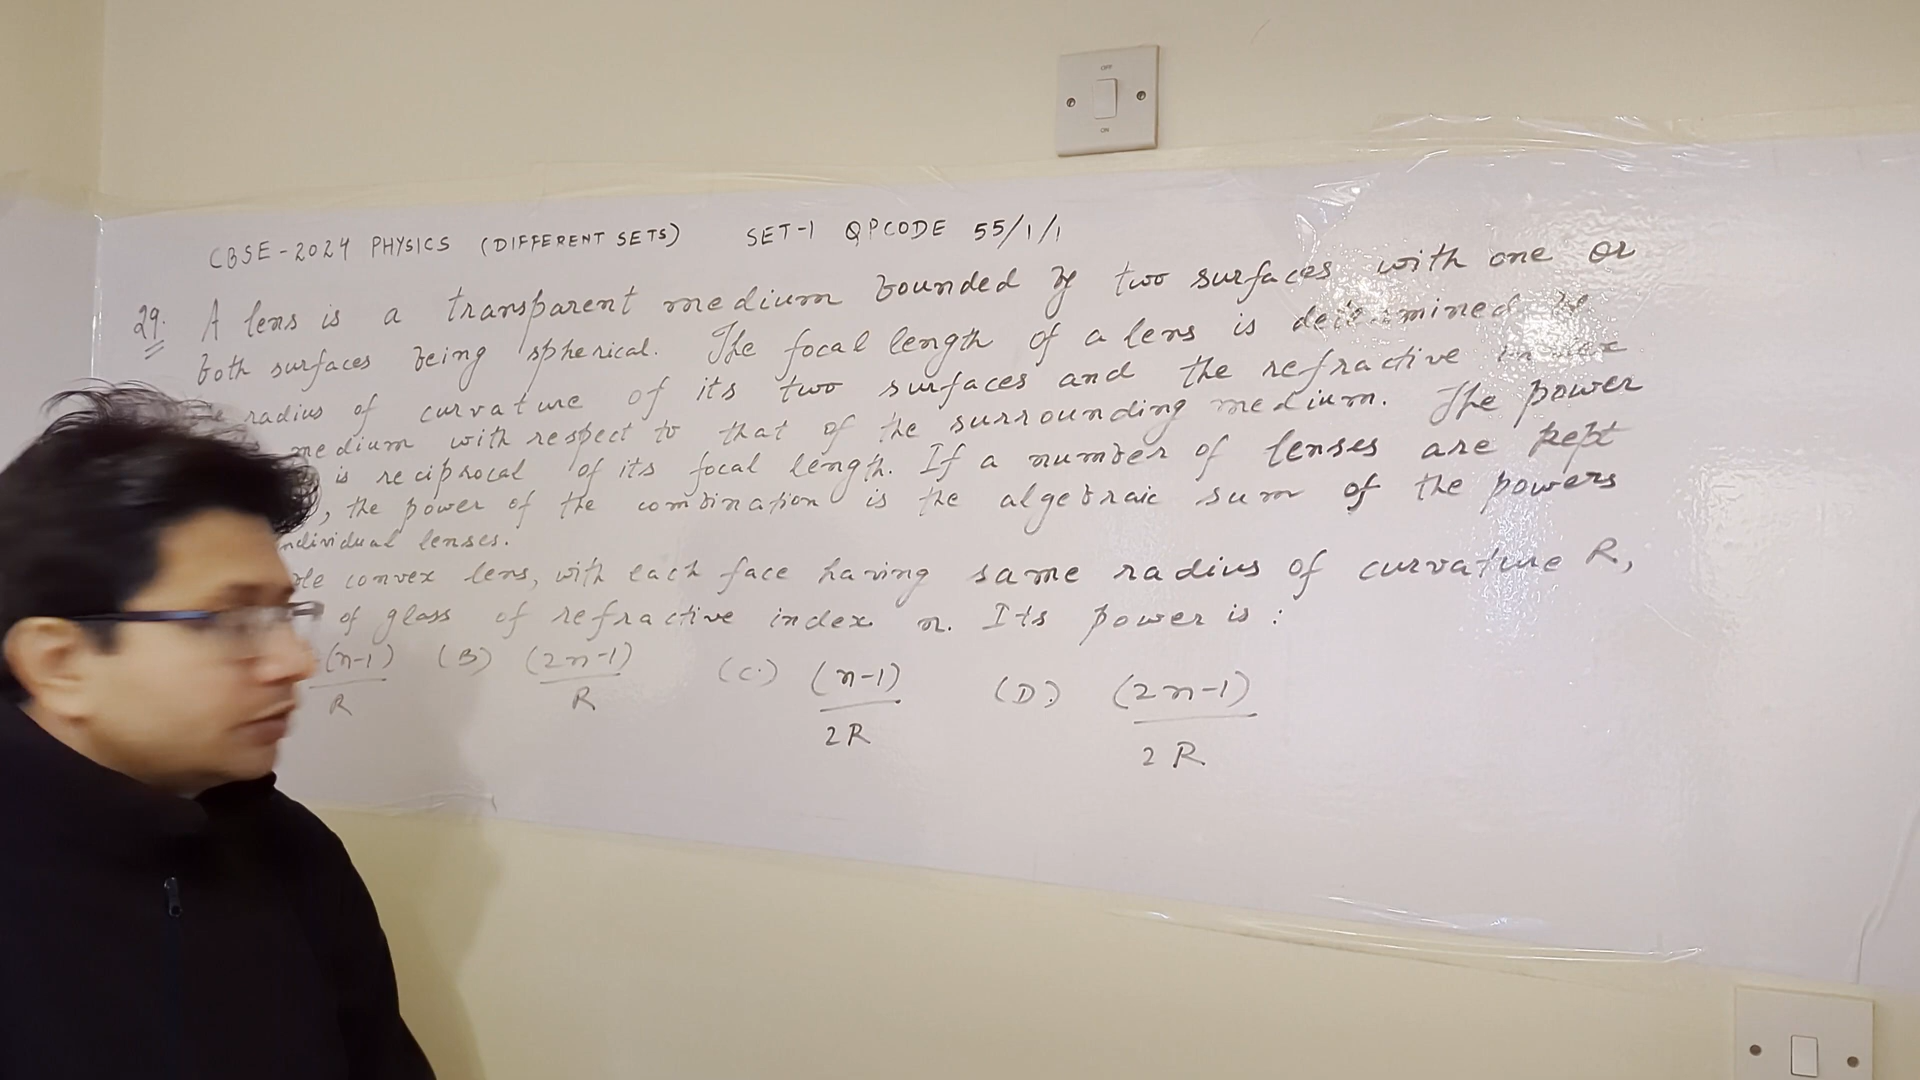 OFF
ON
CBSE-2024 PHYSICS (DIFFERENT SETS) SET-1 QPCODE 55/1/1
29. A lens is a transparent medium bounded by two surfaces with one or
both surfaces being spherical. The focal length of a lens is determined by
radius of curvature of its two surfaces and the refractive index
medium with respect to that of the surrounding medium. The power
is reciprocal of its focal length. If a number of lenses are kept
, the power of the combination is the algebraic sum of the powers
individual lenses.
convex lens, with each face having same radius of curvature R,
of glass of refractive index n. Its power is :
(n-1)/R (B) (2n-1)/R (C) (n-1)/2R (D) (2n-1)/2R